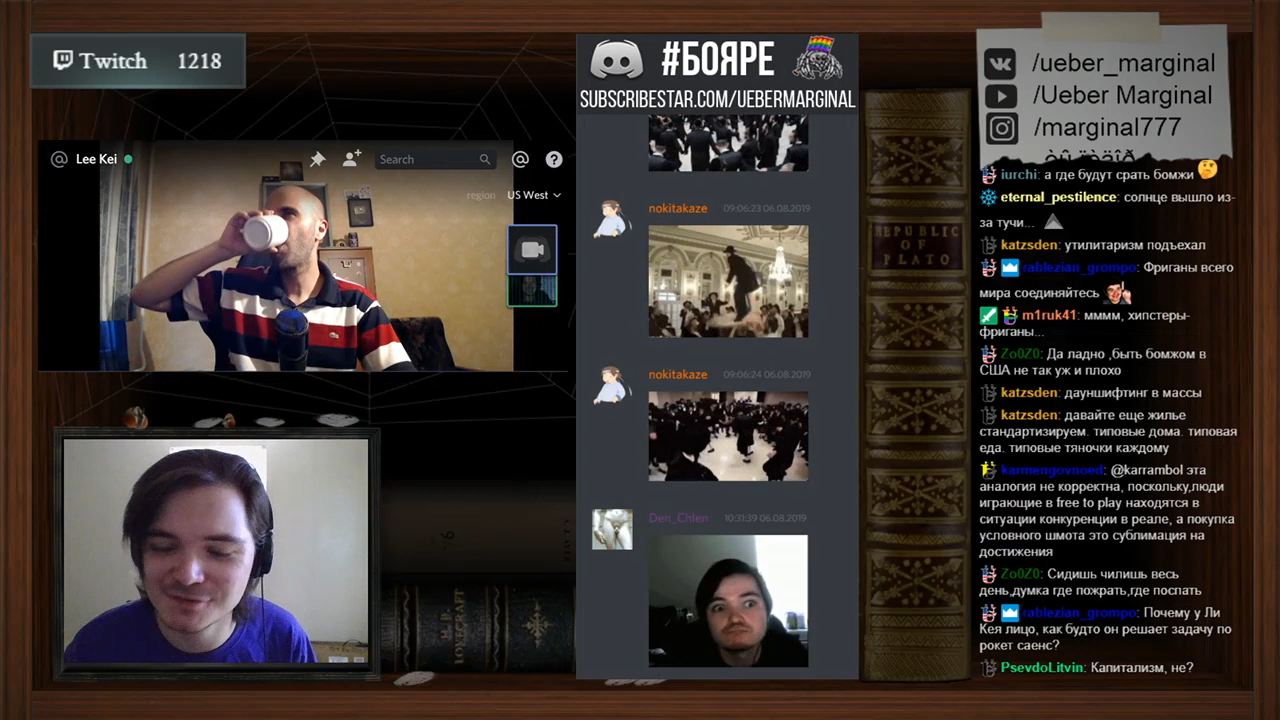 Twitch 1218
@ Lee Kei
Search
region US West
#БОЯРЕ
SUBSCRIBESTAR.COM/UEBERMARGINAL
nokitakaze 09:06:23 06.08.2019
nokitakaze 09:06:24 06.08.2019
Den_Chlen 10:31:39 06.08.2019
REPUBLIC
OF
PLATO
H. P.
LOVECRAFT
/ueber_marginal
/Ueber Marginal
/marginal777
iurchi: а где будут срать бомжи
eternal_pestilence: солнце вышло из-
за тучи...
katzsden: утилитаризм подъехал
rablezian_grompo: Фриганы всего
мира соединяйтесь
m1ruk41: мммм, хипстеры-
фриганы...
Zo0Z0: Да ладно ,быть бомжом в
США не так уж и плохо
katzsden: дауншифтинг в массы
katzsden: давайте еще жилье
стандартизируем. типовые дома. типовая
еда. типовые тяночки каждому
karmengovnoed: @karrambol эта
аналогия не корректна, поскольку,люди
играющие в free to play находятся в
ситуации конкуренции в реале, а покупка
условного шмота это сублимация на
достижения
Zo0Z0: Сидишь чилишь весь
день,думка где пожрать,где поспать
rablezian_grompo: Почему у Ли
Кея лицо, как будто он решает задачу по
рокет саенс?
PsevdoLitvin: Капитализм, не?